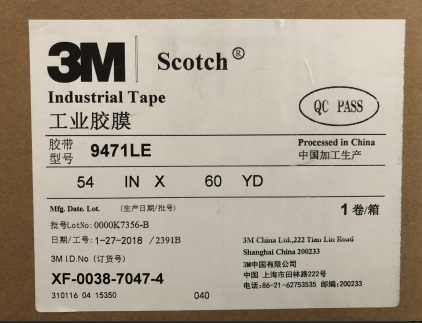 3M Scotch®
Industrial Tape
工业胶膜
QC PASS
胶带型号 9471LE
Processed in China
中国加工生产
54 IN X 60 YD
Mfg. Date. Lot. (生产日期/批号)
1 卷/箱
批号LotNo: 0000K7356-B
日期/工号: 1-27-2018 /2391B
3M I.D.No (订货号)
XF-0038-7047-4
310116 04 15350 040
3M China Ltd.,222 Tian Lin Road
Shanghai China 200233
3M中国有限公司
中国 上海市田林路222号
电话:86-21-62753535 邮编:200233